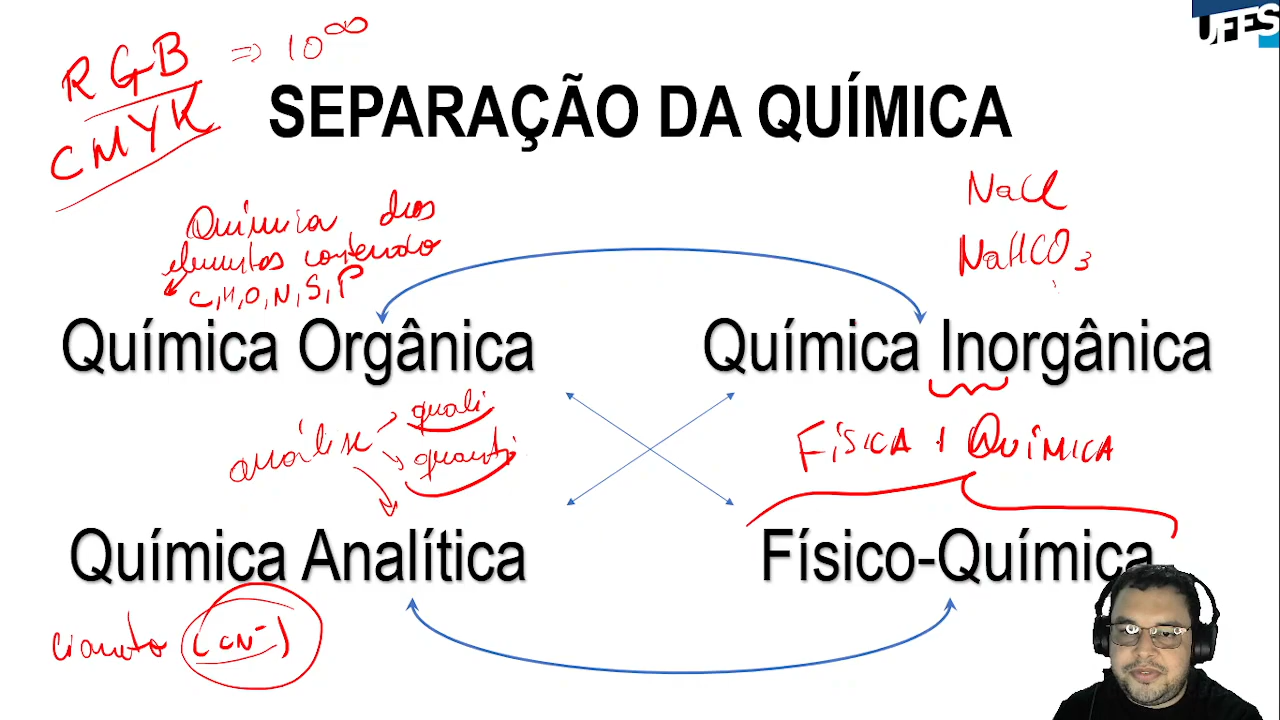 UFES
RGB => 10^∞
CMYK
SEPARAÇÃO DA QUÍMICA
NaCl
NaHCO₃
Química dos
elementos contendo
C, H, O, N, S, P
Química Orgânica
Química Inorgânica
análise
quali
quanti
FÍSICA + QUÍMICA
Química Analítica
Físico-Química
cianeto (CN⁻)